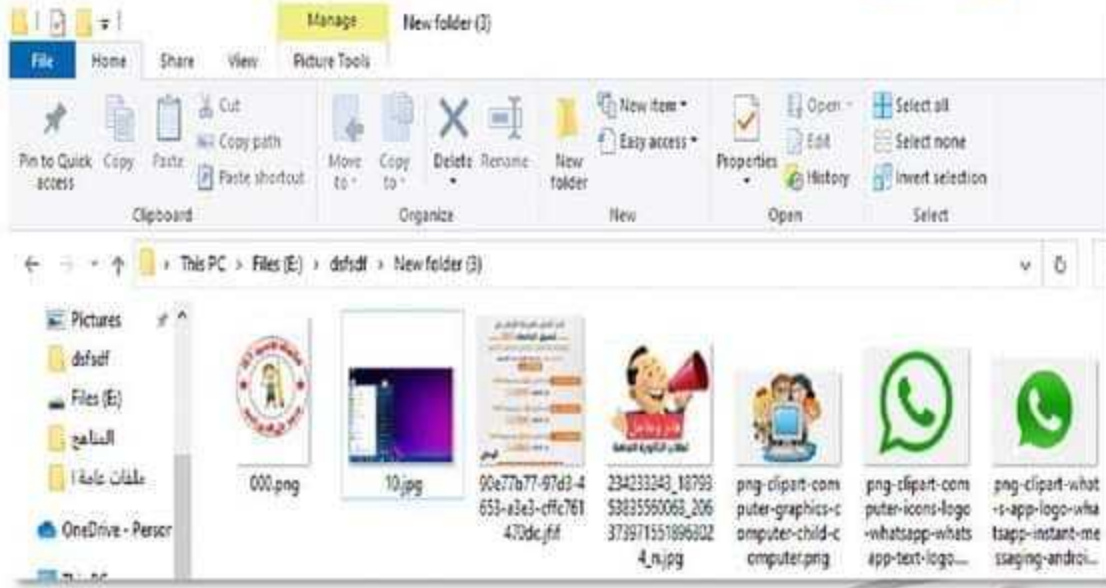 Manage New folder (3)
File Home Share View Picture Tools
Pin to Quick access
Copy
Paste
Cut
Copy path
Paste shortcut
Clipboard
Move to
Copy to
Delete
Rename
Organize
New folder
New item
Easy access
New
Properties
Open
Edit
History
Open
Select all
Select none
Invert selection
Select
This PC > Files (E:) > dsfsdf > New folder (3)
Pictures
dsfsdf
Files (E:)
المناهج
ملفات عامة ا
OneDrive - Persor
This PC
000.png
10.jpg
90e77b77-97d3-4
653-a3e3-cffc761
470dc.jfif
234233243_18793
53835560063_206
373971551896302
4_n.jpg
png-clipart-com
puter-graphics-c
omputer-child-c
omputer.png
png-clipart-com
puter-icons-logo
-whatsapp-whats
app-text-logo....
png-clipart-what
-s-app-logo-wha
tsapp-instant-me
ssaging-androi...